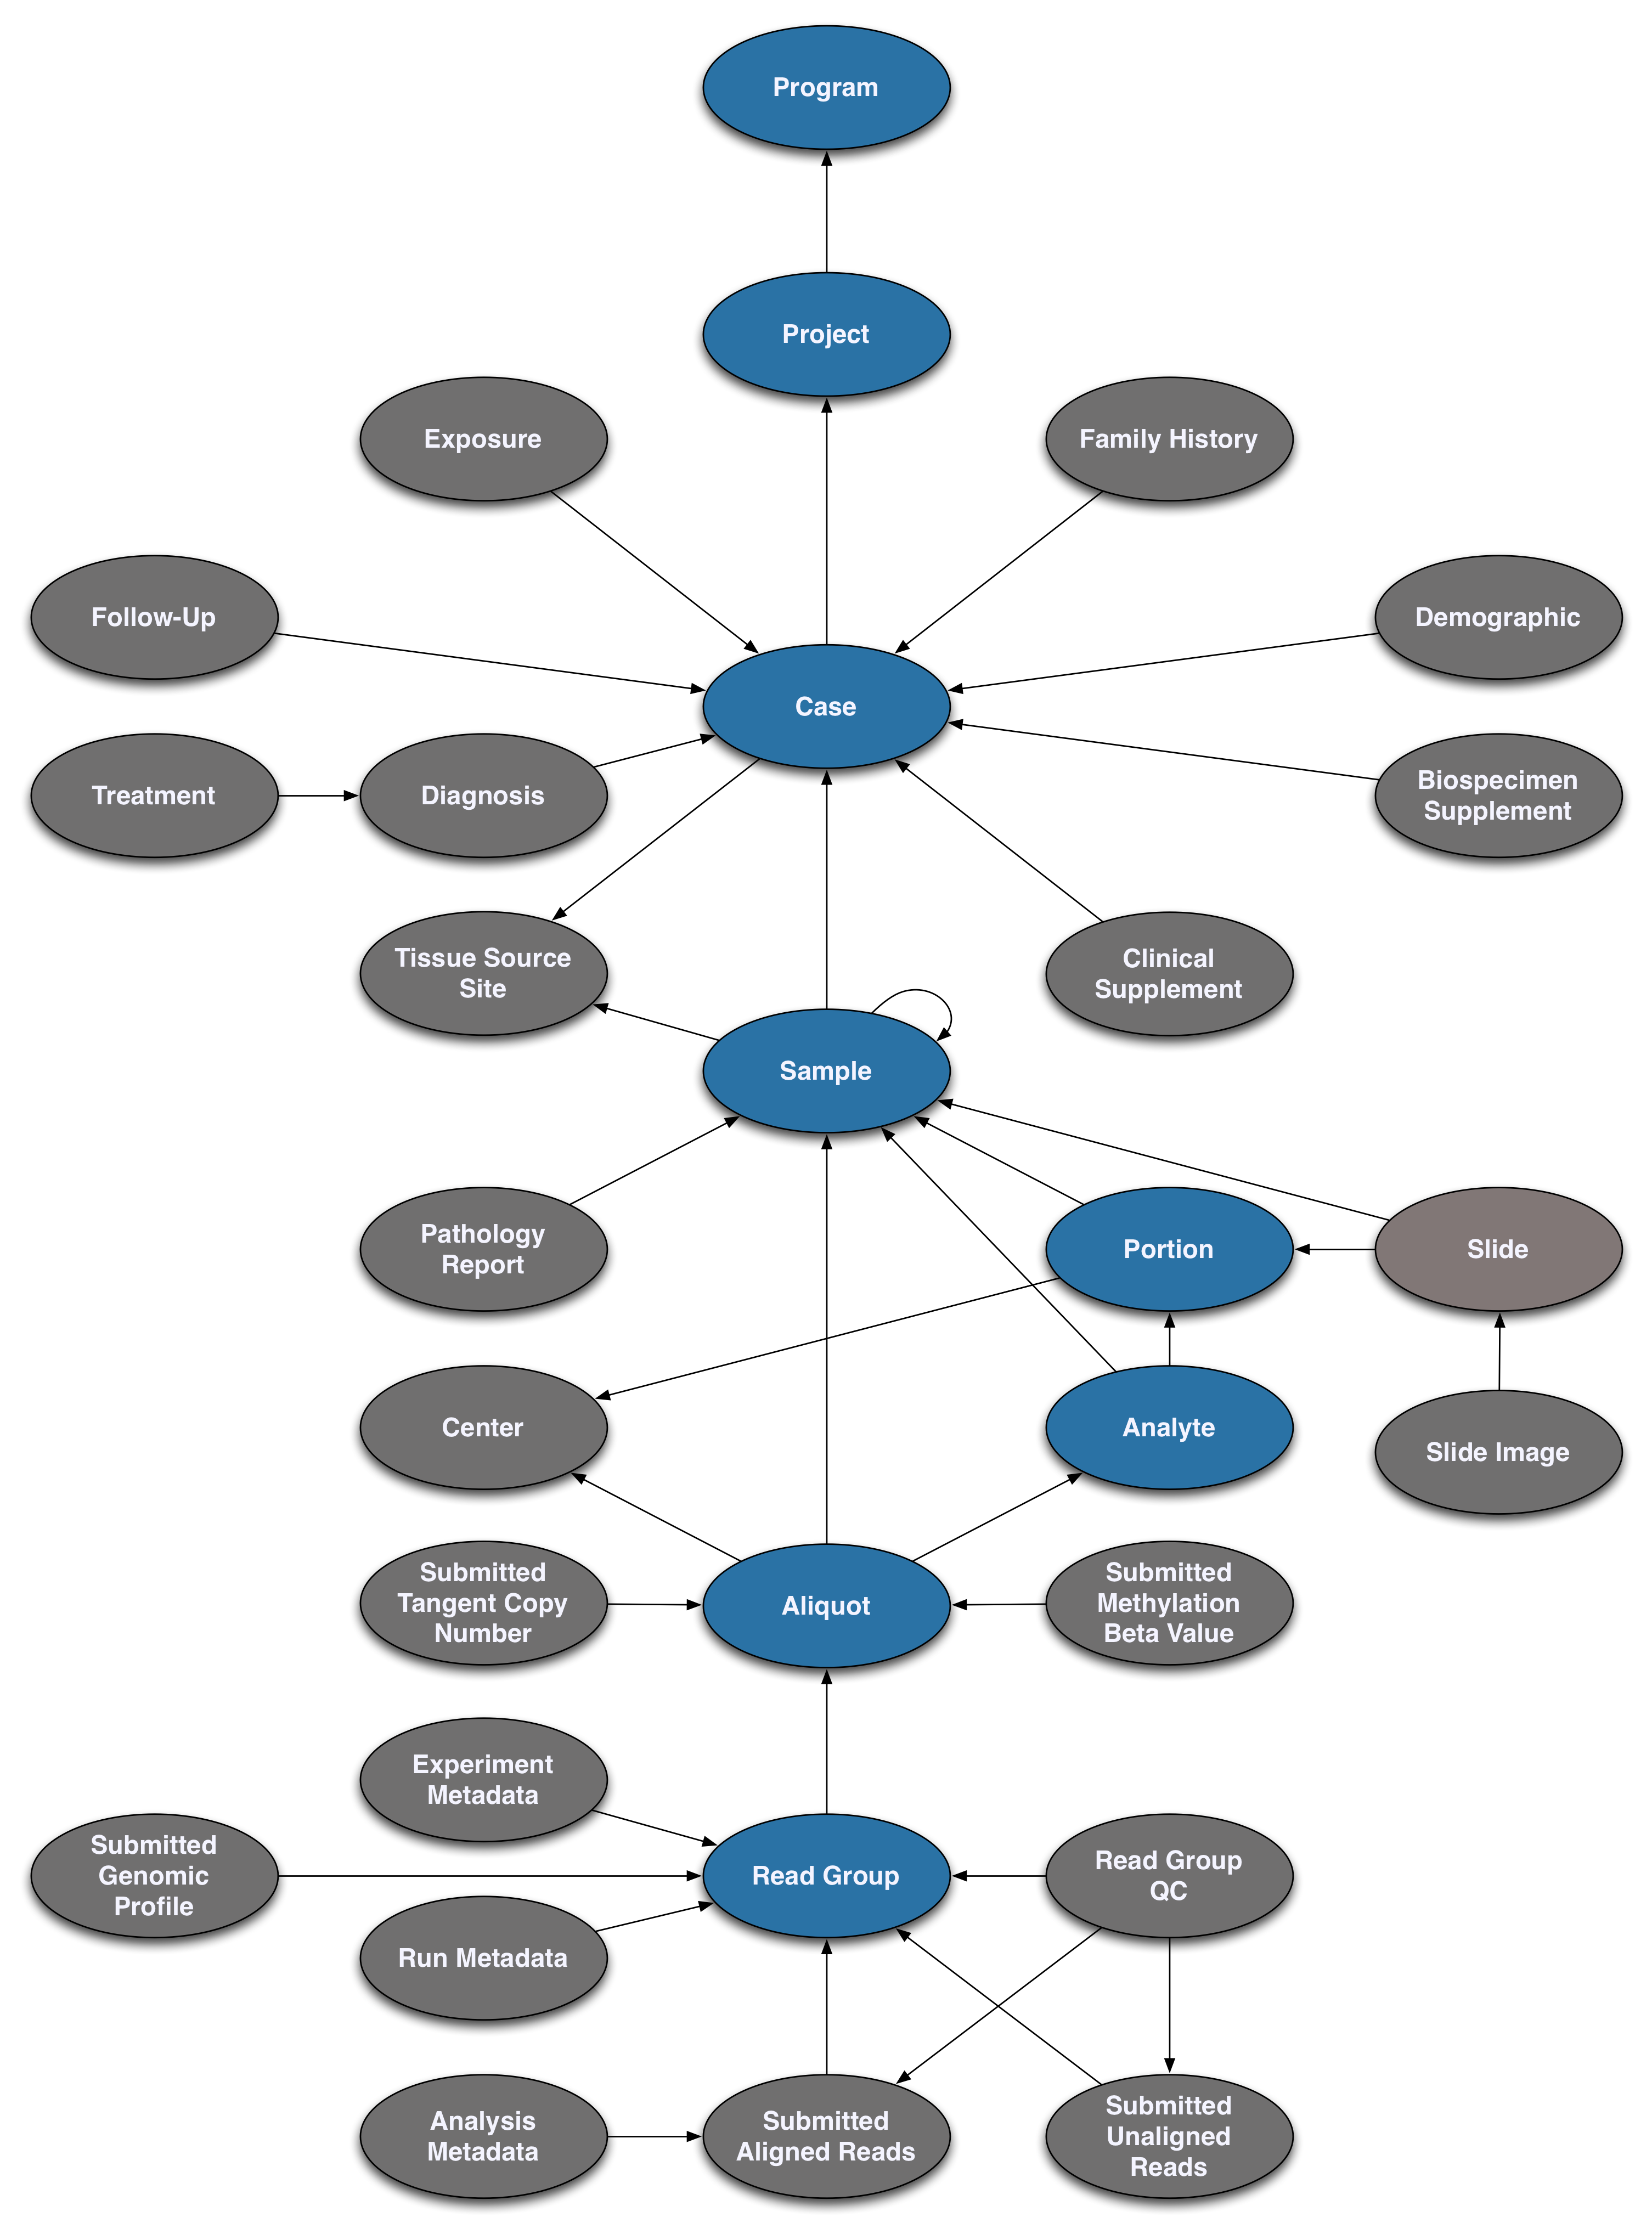 Program
Project
Exposure
Family History
Follow-Up
Demographic
Case
Treatment
Diagnosis
Biospecimen
Supplement
Tissue Source
Site
Clinical
Supplement
Sample
Pathology
Report
Portion
Slide
Center
Analyte
Slide Image
Submitted
Tangent Copy
Number
Aliquot
Submitted
Methylation
Beta Value
Experiment
Metadata
Submitted
Genomic
Profile
Read Group
Read Group
QC
Run Metadata
Analysis
Metadata
Submitted
Aligned Reads
Submitted
Unaligned
Reads